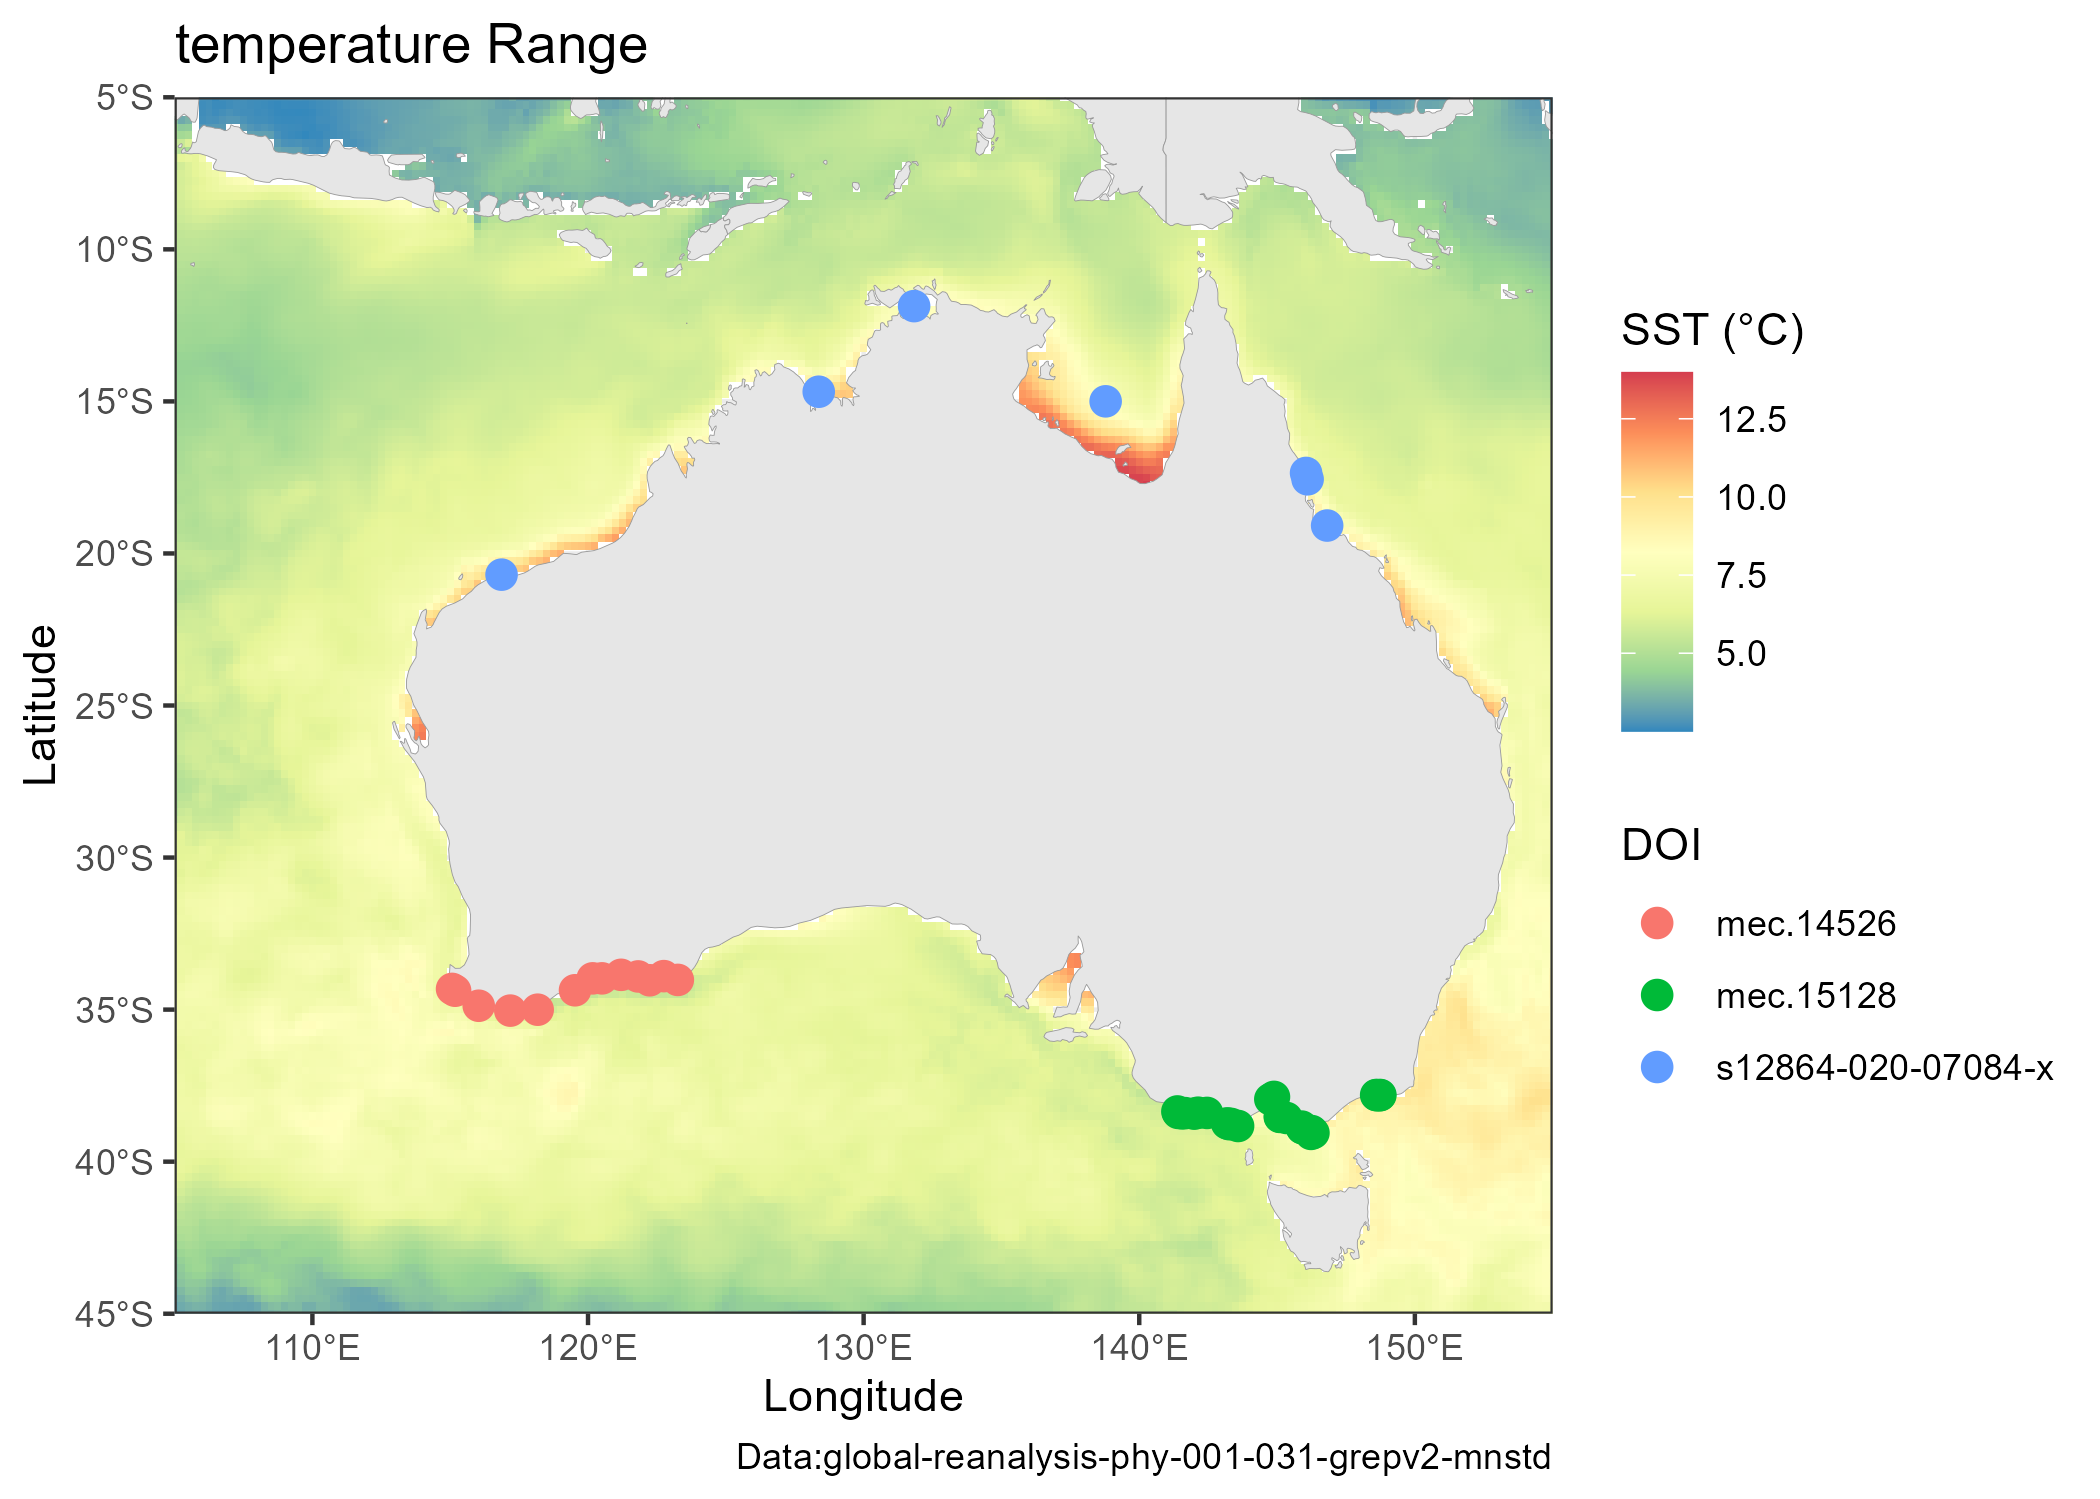 temperature Range
5°S
10°S
15°S
20°S
25°S
30°S
35°S
40°S
45°S
Latitude
110°E
120°E
130°E
140°E
150°E
Longitude
Data:global-reanalysis-phy-001-031-grepv2-mnstd
SST (°C)
12.5
10.0
7.5
5.0
DOI
mec.14526
mec.15128
s12864-020-07084-x